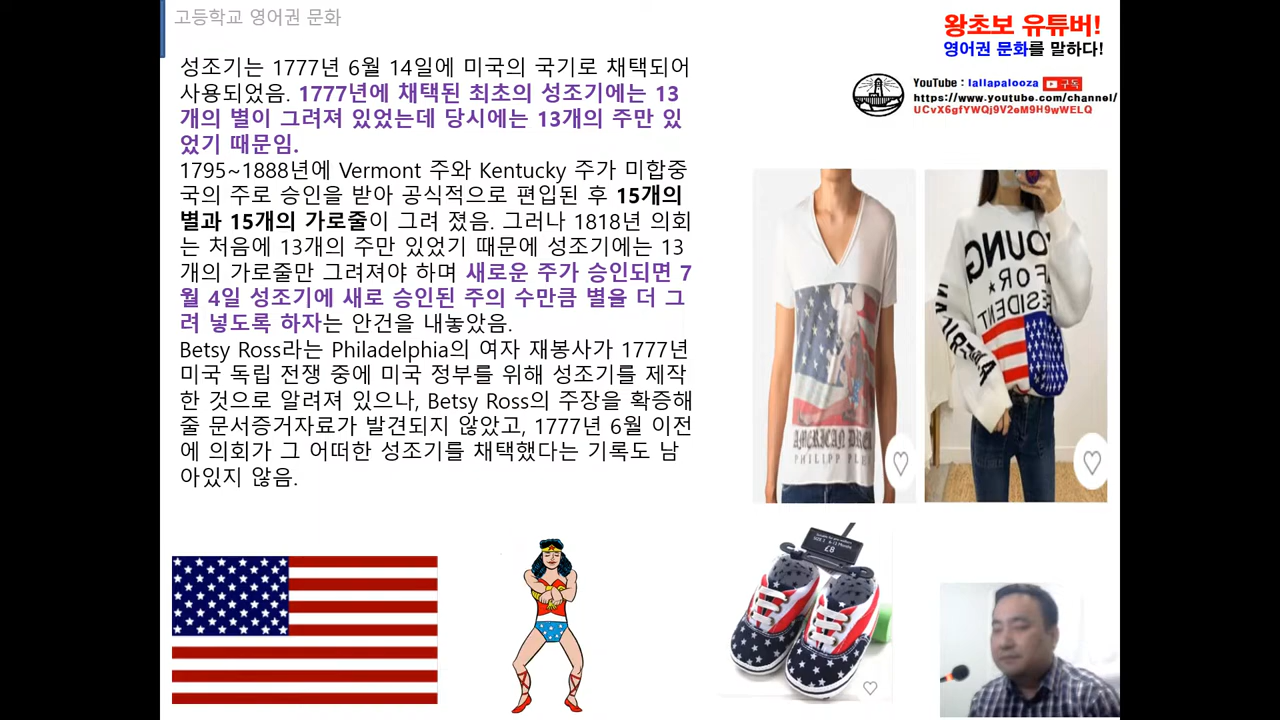 고등학교 영어권 문화
왕초보 유튜버!
영어권 문화를 말하다!
YouTube : lallapalooza 구독
https://www.youtube.com/channel/
UCvX6gfYWQj9V2eM9H9wWELQ
성조기는 1777년 6월 14일에 미국의 국기로 채택되어
사용되었음. 1777년에 채택된 최초의 성조기에는 13
개의 별이 그려져 있었는데 당시에는 13개의 주만 있
었기 때문임.
1795~1888년에 Vermont 주와 Kentucky 주가 미합중
국의 주로 승인을 받아 공식적으로 편입된 후 15개의
별과 15개의 가로줄이 그려 졌음. 그러나 1818년 의회
는 처음에 13개의 주만 있었기 때문에 성조기에는 13
개의 가로줄만 그려져야 하며 새로운 주가 승인되면 7
월 4일 성조기에 새로 승인된 주의 수만큼 별을 더 그
려 넣도록 하자는 안건을 내놓았음.
Betsy Ross라는 Philadelphia의 여자 재봉사가 1777년
미국 독립 전쟁 중에 미국 정부를 위해 성조기를 제작
한 것으로 알려져 있으나, Betsy Ross의 주장을 확증해
줄 문서증거자료가 발견되지 않았고, 1777년 6월 이전
에 의회가 그 어떠한 성조기를 채택했다는 기록도 남
아있지 않음.
AMERICAN
PHILIPP
YOUNG
FOR
RESIDENT
£8